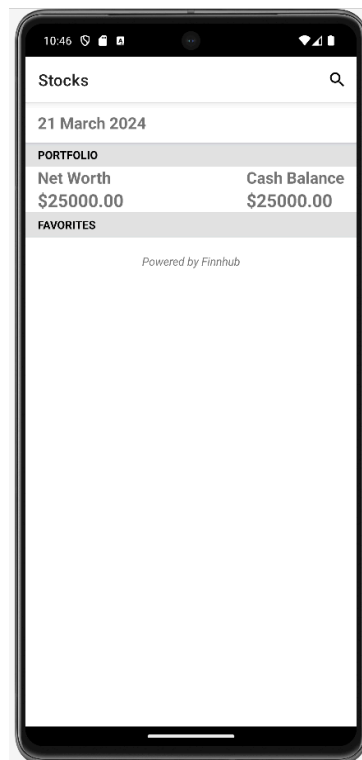 10:46
Stocks
21 March 2024
PORTFOLIO
Net Worth Cash Balance
$25000.00 $25000.00
FAVORITES
Powered by Finnhub